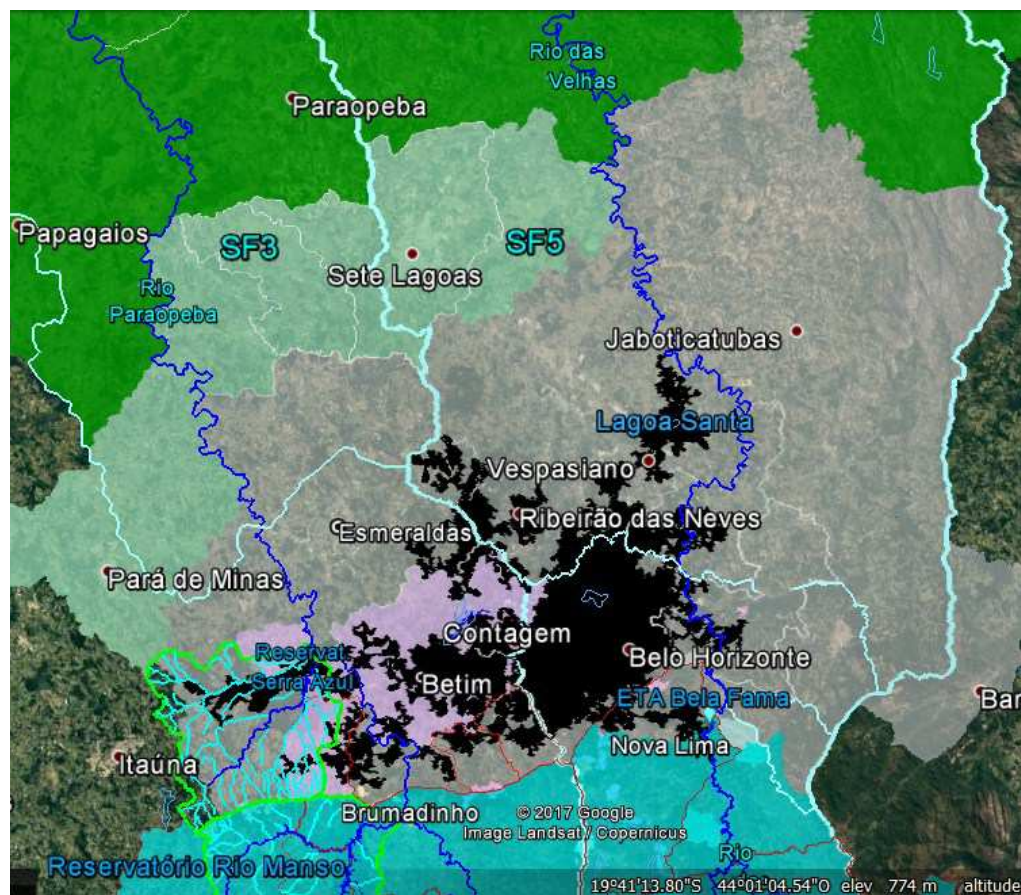 Rio das
Velhas
Paraopeba
Papagaios
SF3
SF5
Sete Lagoas
Rio
Paraopeba
Jaboticatubas
Lagoa Santa
Vespasiano
Ribeirão das Neves
Esmeraldas
Pará de Minas
Contagem
Reservat
Serra Azul
Belo Horizonte
Betim
ETA Bela Fama
Bar
Nova Lima
Itaúna
Brumadinho
© 2017 Google
Image Landsat / Copernicus
Rio
Reservatório Rio Manso
19°41'13.80"S 44°01'04.54"O elev 774 m altitude